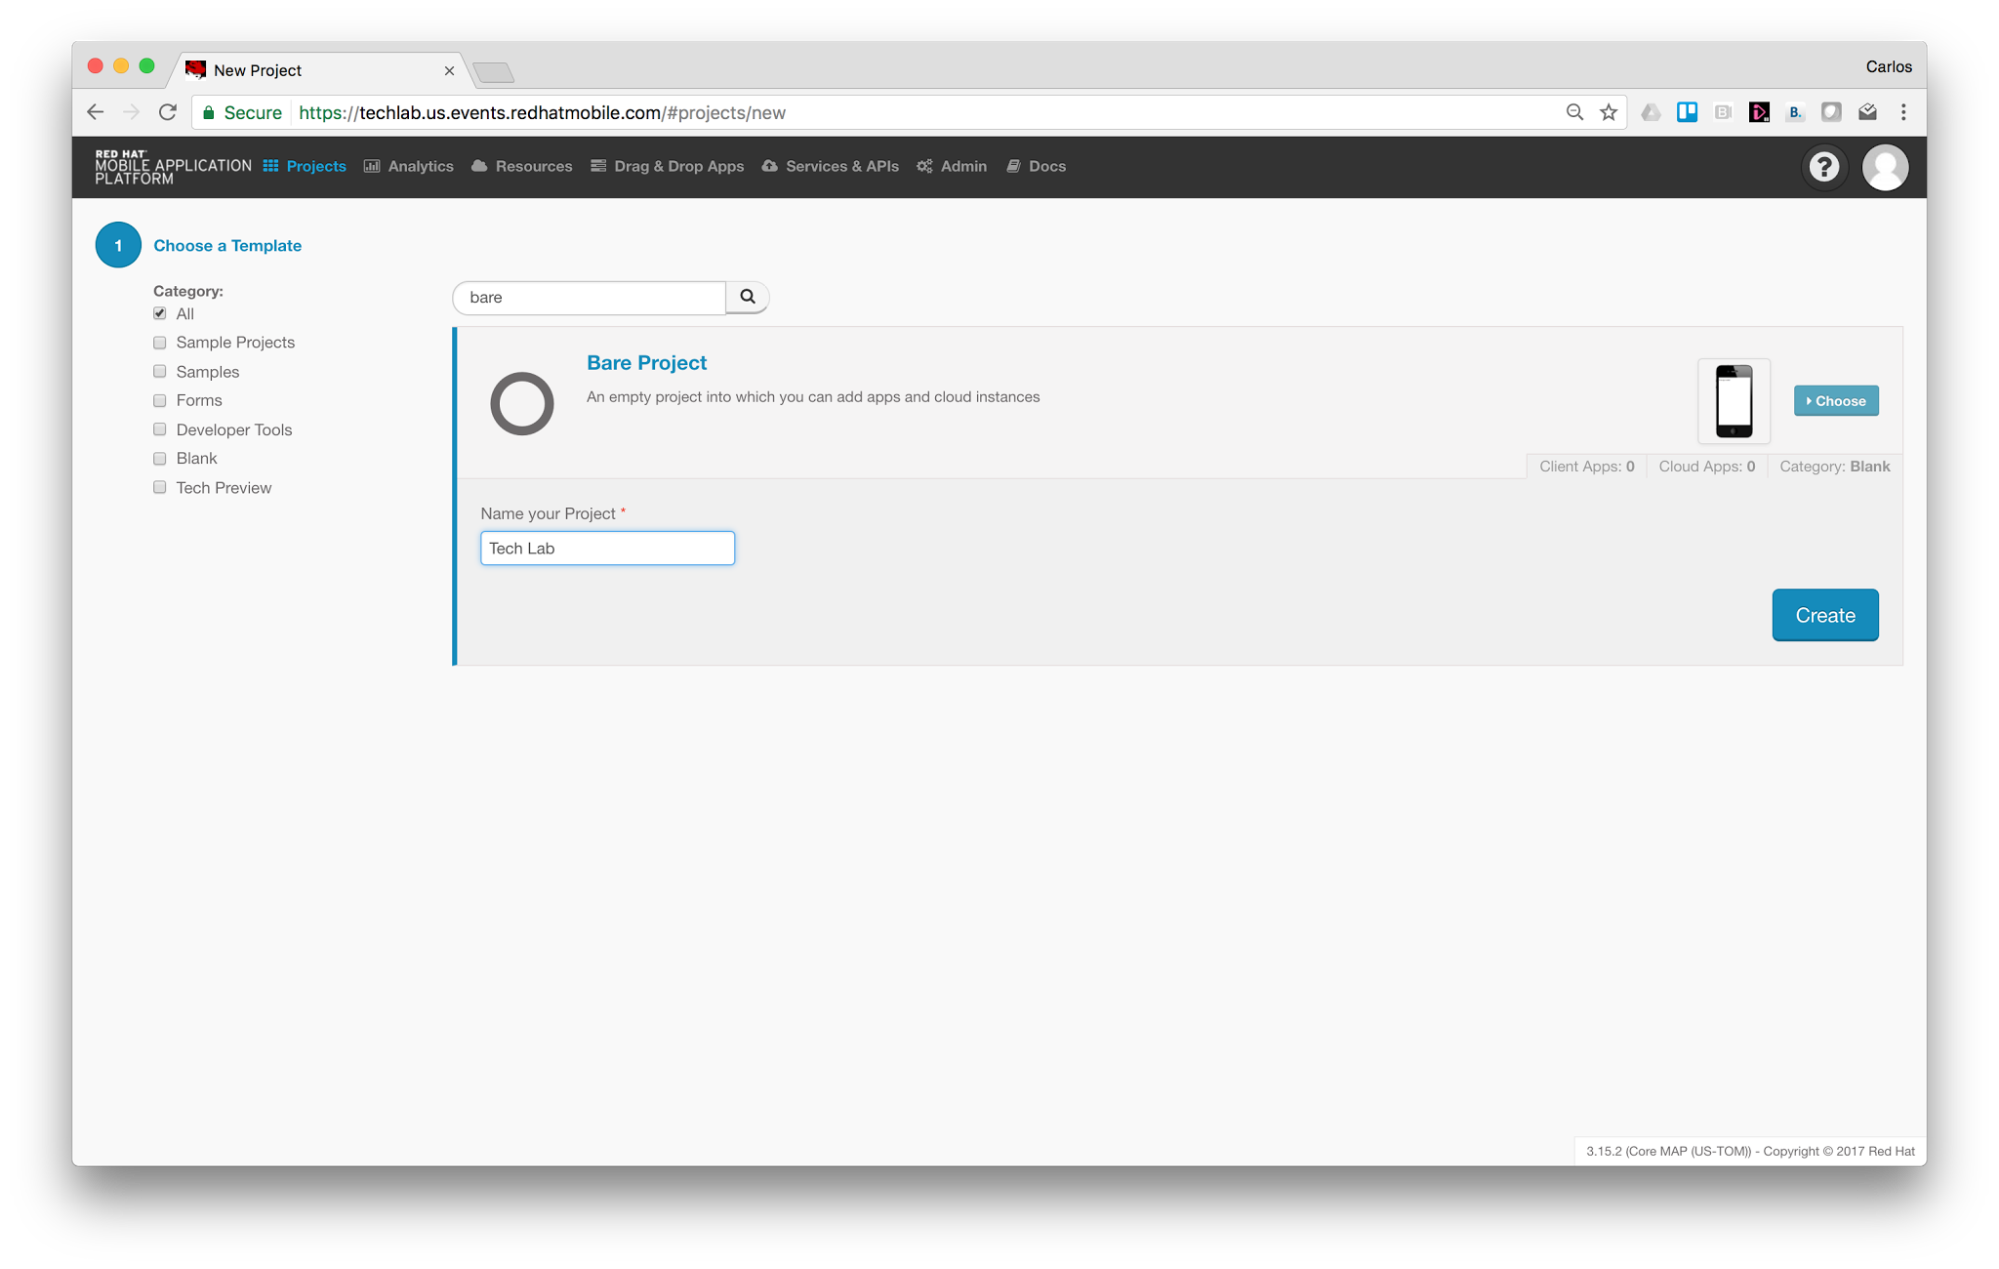 New Project
Carlos
Secure
https://techlab.us.events.redhatmobile.com/#projects/new
RED HAT
MOBILE APPLICATION
PLATFORM
Projects
Analytics
Resources
Drag & Drop Apps
Services & APIs
Admin
Docs
?
1
Choose a Template
Category:
All
Sample Projects
Samples
Forms
Developer Tools
Blank
Tech Preview
bare
Bare Project
An empty project into which you can add apps and cloud instances
Choose
Client Apps: 0
Cloud Apps: 0
Category: Blank
Name your Project *
Tech Lab
Create
3.15.2 (Core MAP (US-TOM)) - Copyright © 2017 Red Hat